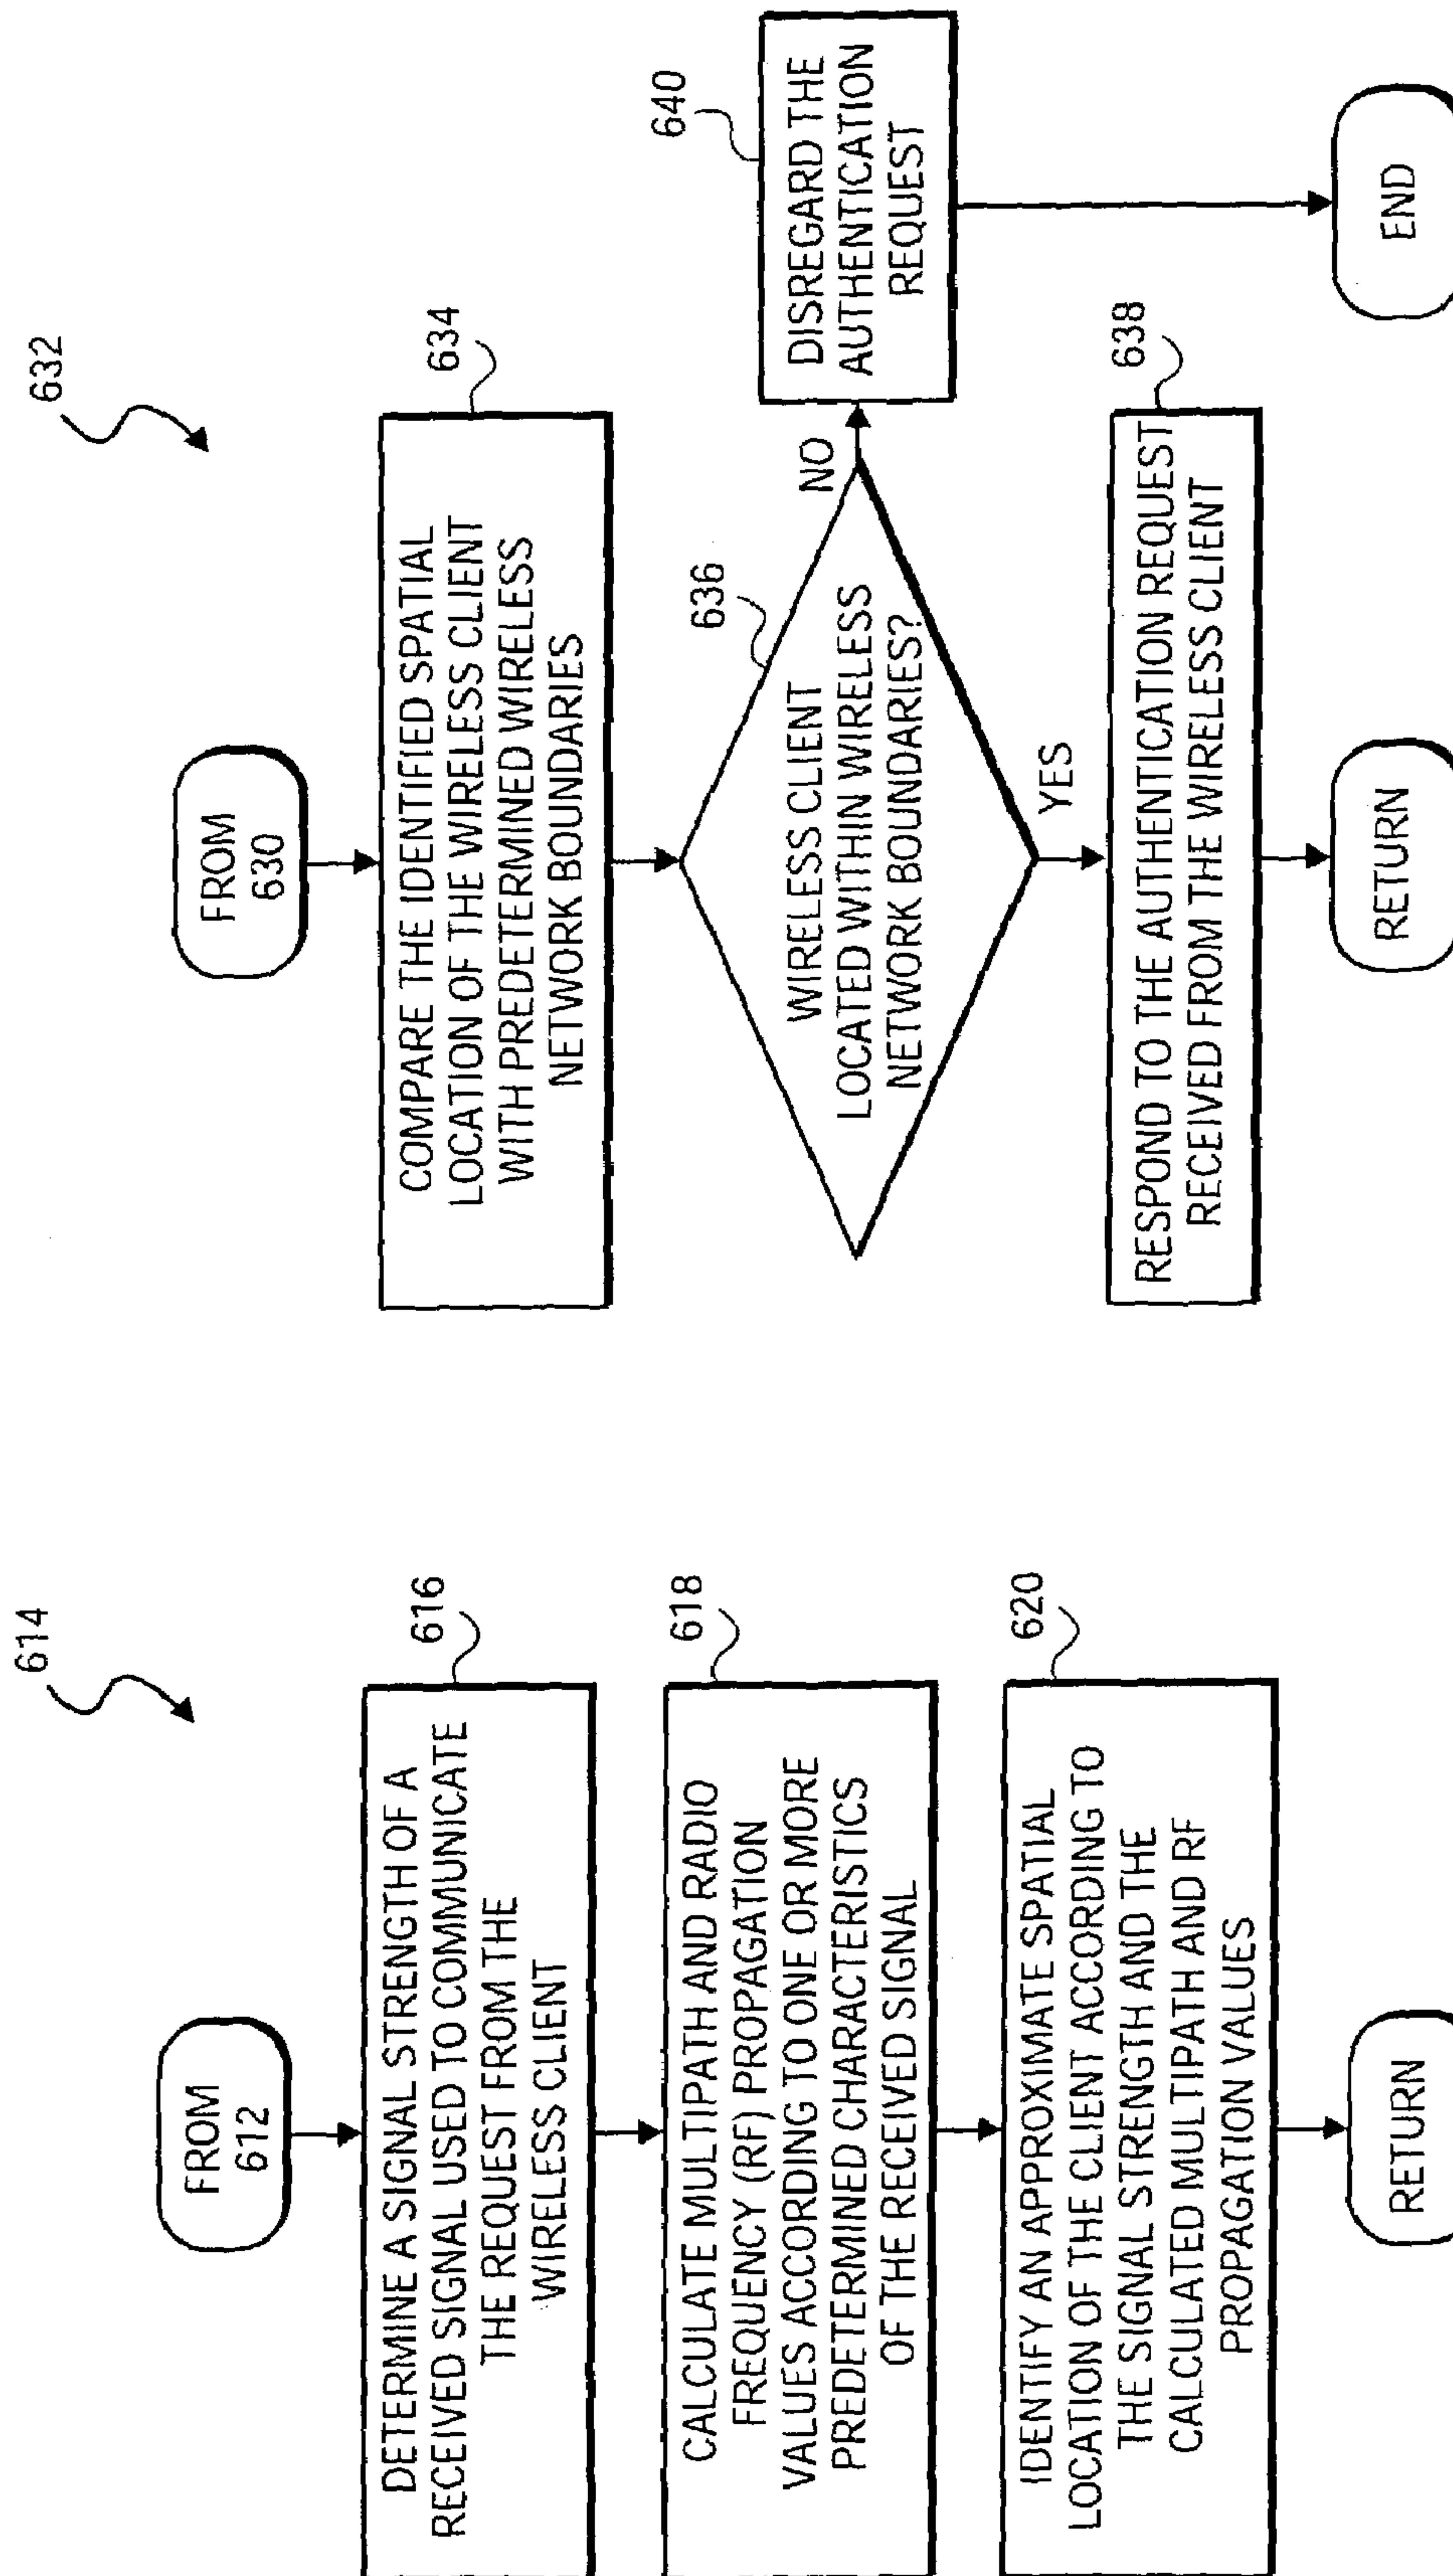 614
FROM
612
616
DETERMINE A SIGNAL STRENGTH OF A
RECEIVED SIGNAL USED TO COMMUNICATE
THE REQUEST FROM THE
WIRELESS CLIENT
618
CALCULATE MULTIPATH AND RADIO
FREQUENCY (RF) PROPAGATION
VALUES ACCORDING TO ONE OR MORE
PREDETERMINED CHARACTERISTICS
OF THE RECEIVED SIGNAL
620
IDENTIFY AN APPROXIMATE SPATIAL
LOCATION OF THE CLIENT ACCORDING TO
THE SIGNAL STRENGTH AND THE
CALCULATED MULTIPATH AND RF
PROPAGATION VALUES
RETURN
632
FROM
630
634
COMPARE THE IDENTIFIED SPATIAL
LOCATION OF THE WIRELESS CLIENT
WITH PREDETERMINED WIRELESS
NETWORK BOUNDARIES
636
WIRELESS CLIENT
LOCATED WITHIN WIRELESS
NETWORK BOUNDARIES?
NO
640
DISREGARD THE
AUTHENTICATION
REQUEST
YES
638
RESPOND TO THE AUTHENTICATION REQUEST
RECEIVED FROM THE WIRELESS CLIENT
RETURN
END